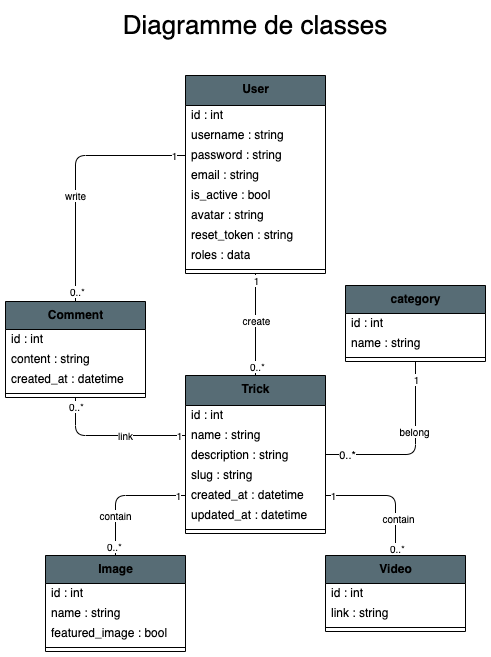 Diagramme de classes
User
id : int
username : string
password : string
email : string
is_active : bool
avatar : string
reset_token : string
roles : data
1
write
0..*
1
create
0..*
Comment
id : int
content : string
created_at : datetime
0..*
link
1
category
id : int
name : string
1
belong
0..*
Trick
id : int
name : string
description : string
slug : string
created_at : datetime
updated_at : datetime
1
contain
0..*
1
contain
0..*
Image
id : int
name : string
featured_image : bool
Video
id : int
link : string